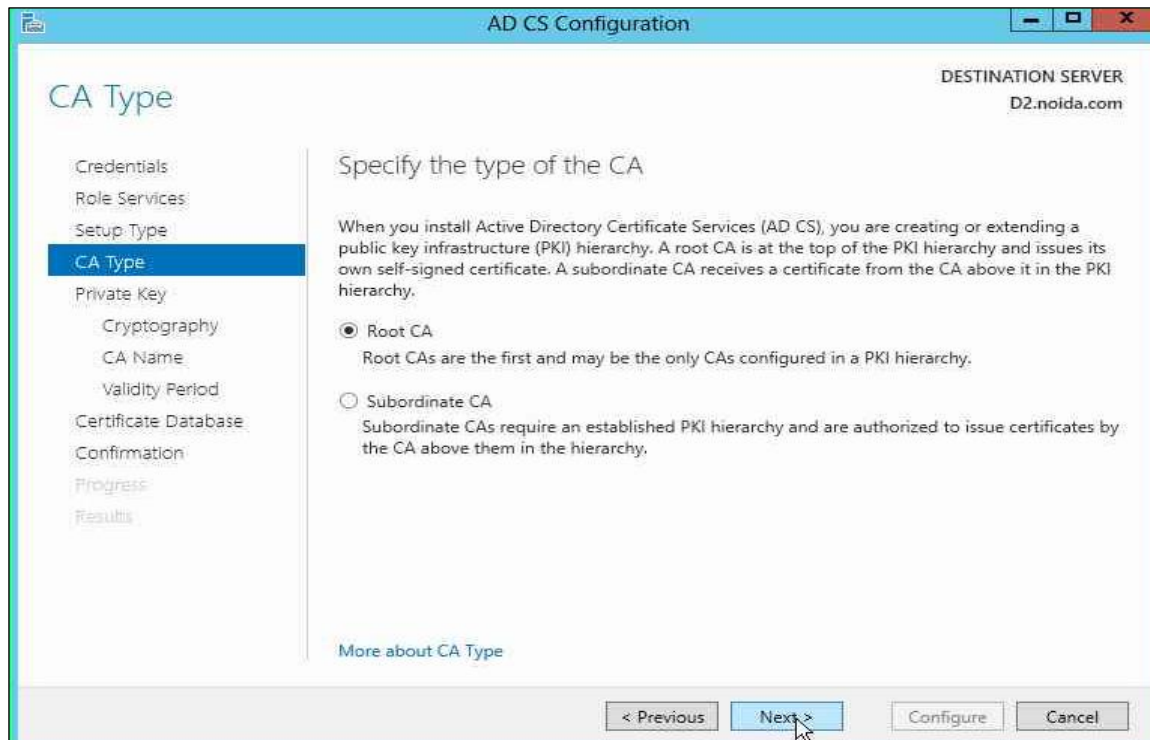 AD CS Configuration
CA Type
DESTINATION SERVER
D2.noida.com
Credentials
Role Services
Setup Type
CA Type
Private Key
Cryptography
CA Name
Validity Period
Certificate Database
Confirmation
Progress
Results
Specify the type of the CA
When you install Active Directory Certificate Services (AD CS), you are creating or extending a
public key infrastructure (PKI) hierarchy. A root CA is at the top of the PKI hierarchy and issues its
own self-signed certificate. A subordinate CA receives a certificate from the CA above it in the PKI
hierarchy.
Root CA
Root CAs are the first and may be the only CAs configured in a PKI hierarchy.
Subordinate CA
Subordinate CAs require an established PKI hierarchy and are authorized to issue certificates by
the CA above them in the hierarchy.
More about CA Type
< Previous
Next >
Configure
Cancel